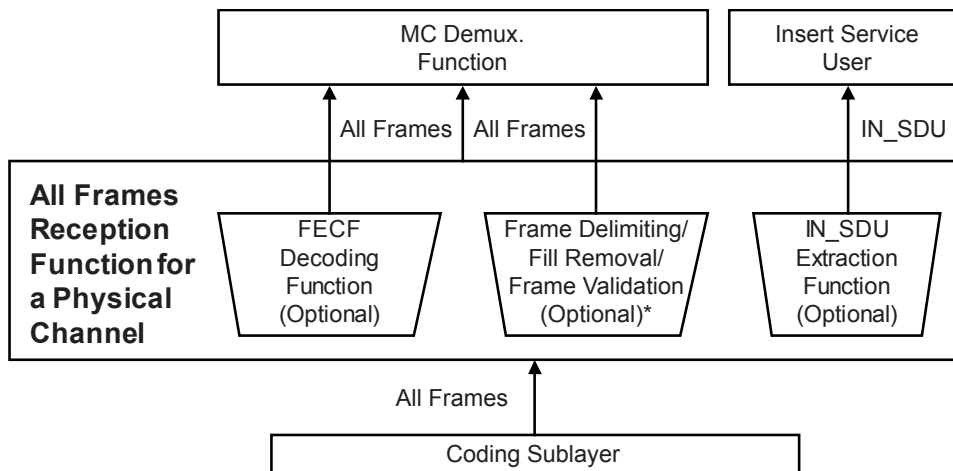 MC Demux.
Function
Insert Service
User
All Frames
All Frames
IN_SDU
All Frames
Reception
Function for
a Physical
Channel
FECF
Decoding
Function
(Optional)
Frame Delimiting/
Fill Removal/
Frame Validation
(Optional)*
IN_SDU
Extraction
Function
(Optional)
All Frames
Coding Sublayer